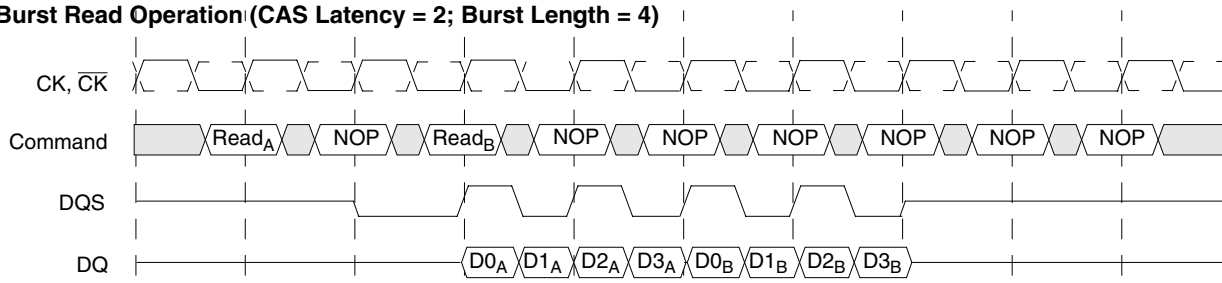 Burst Read Operation (CAS Latency = 2; Burst Length = 4)
CK, C̅K̅
Command Read_A NOP Read_B NOP NOP NOP NOP NOP NOP
DQS
DQ D0_A D1_A D2_A D3_A D0_B D1_B D2_B D3_B